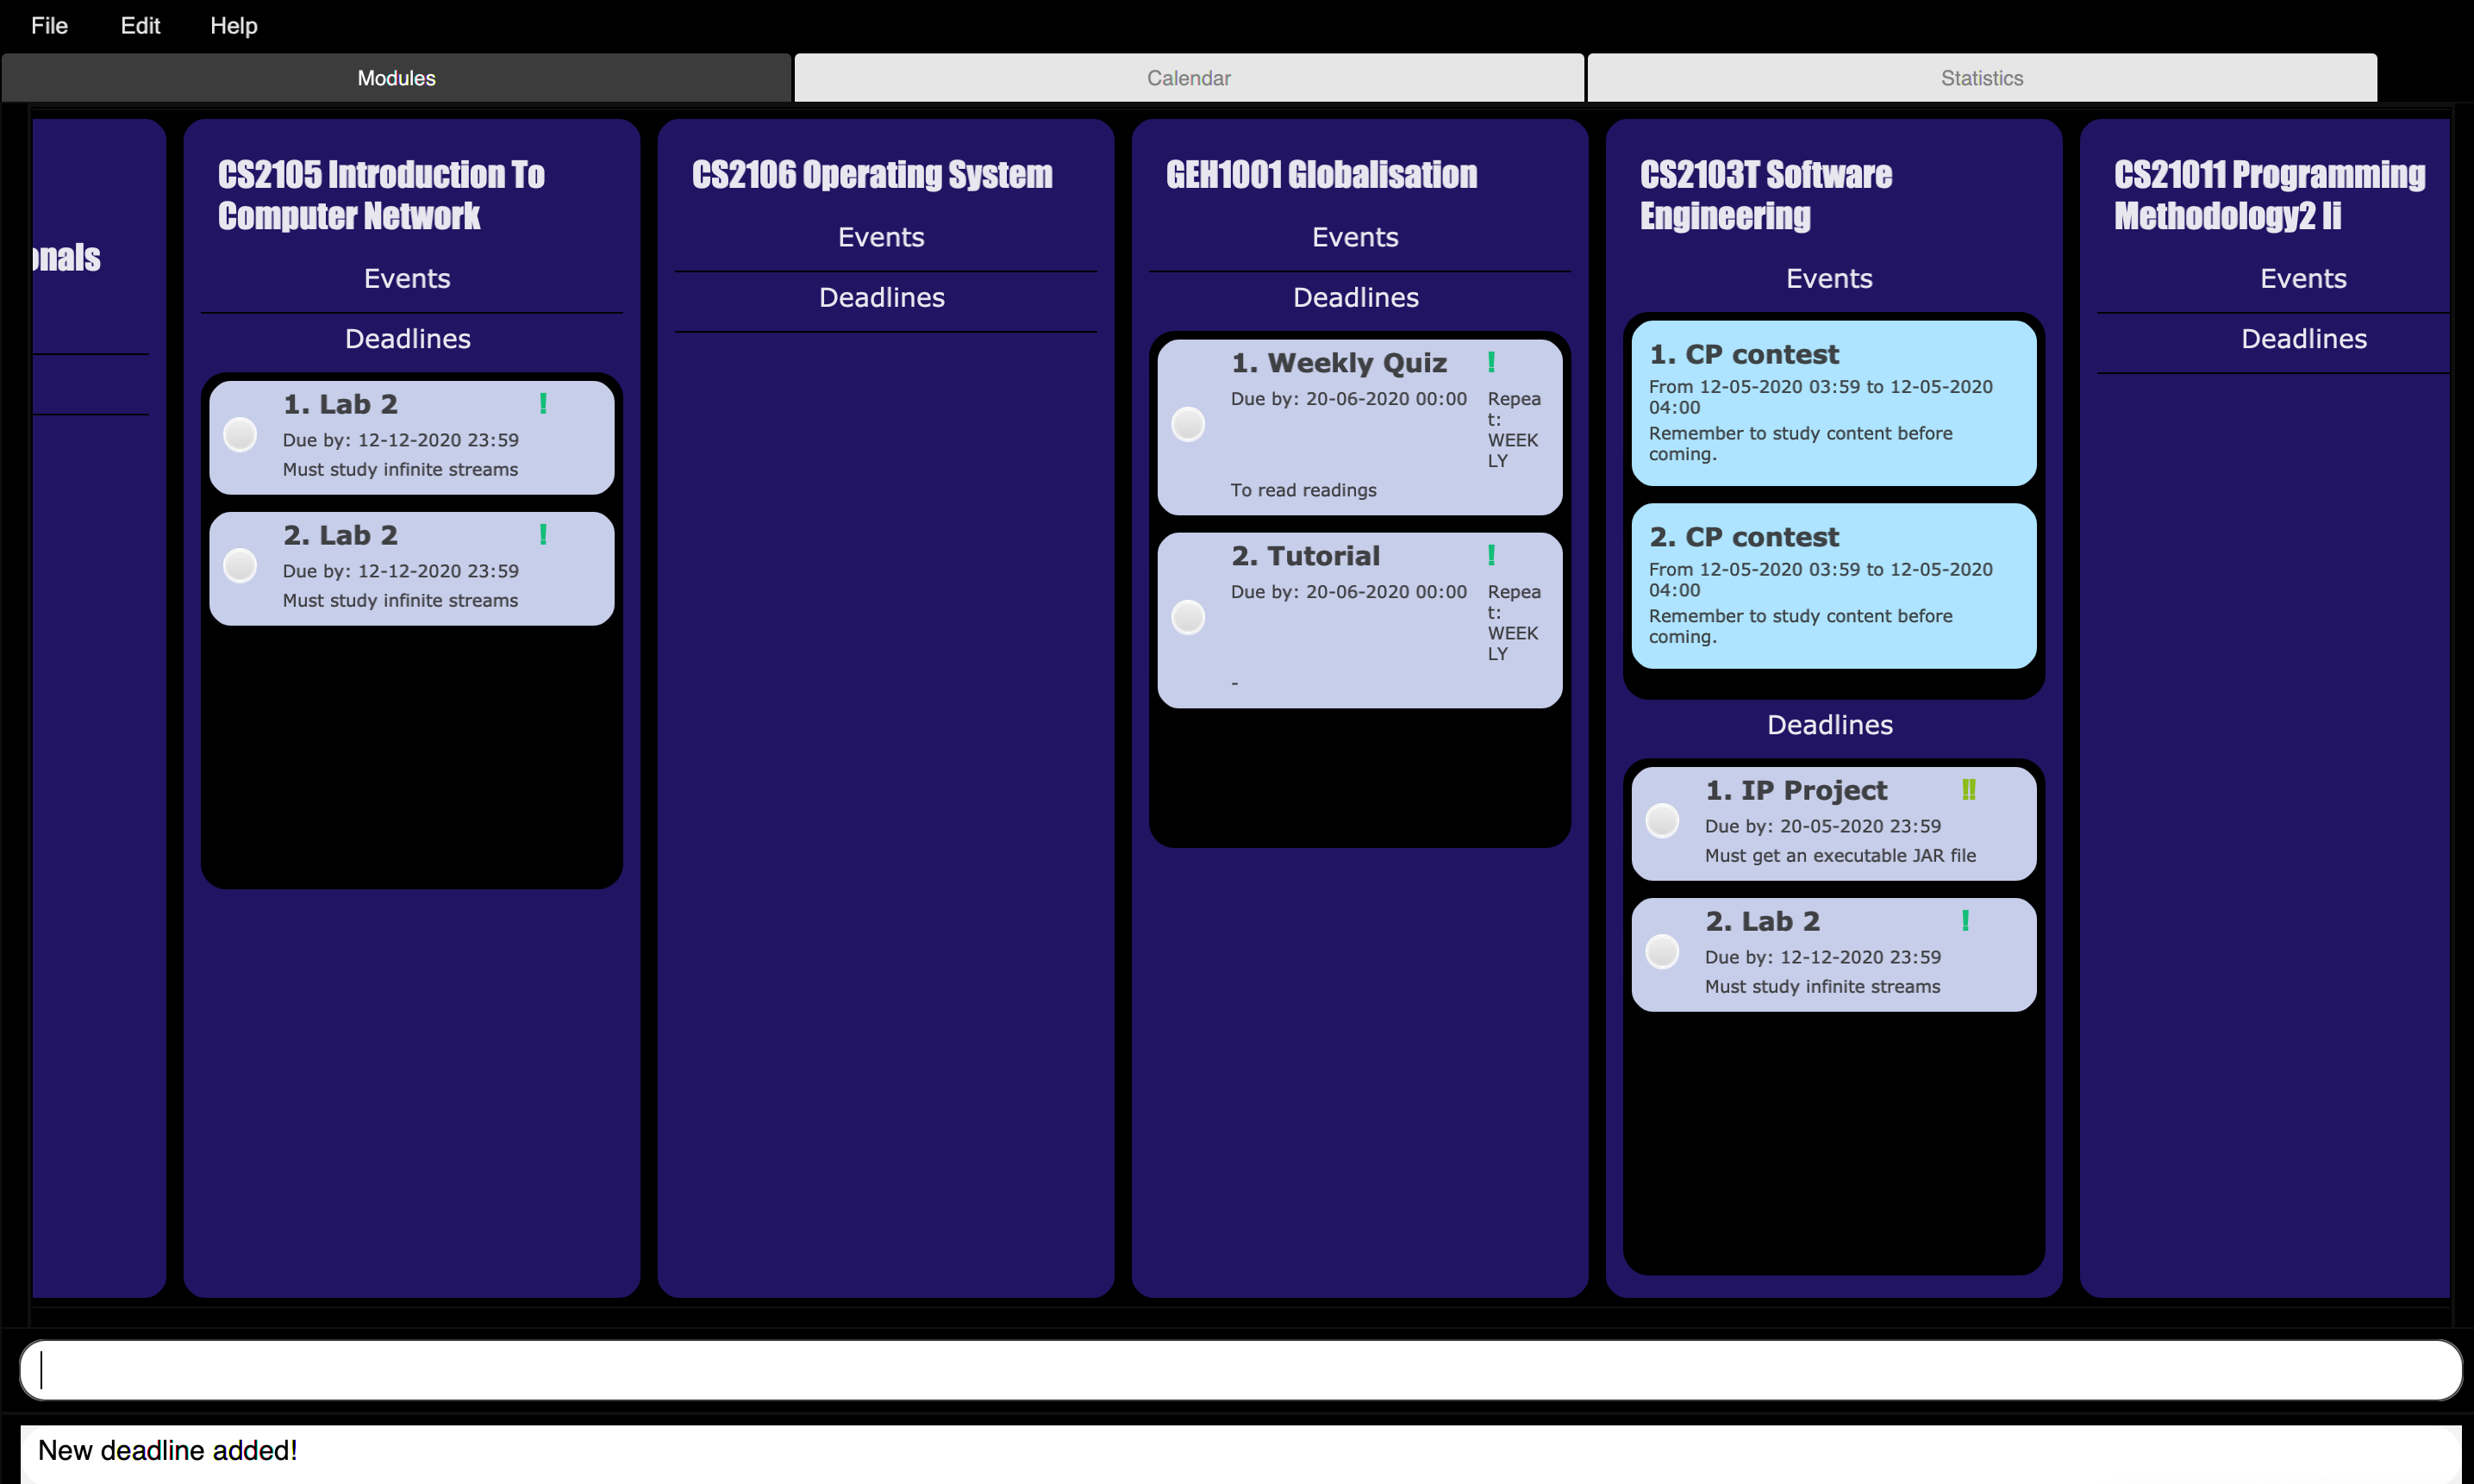 File Edit Help
Modules Calendar Statistics
onals
CS2105 Introduction To
Computer Network
Events
Deadlines
1. Lab 2 !
Due by: 12-12-2020 23:59
Must study infinite streams
2. Lab 2 !
Due by: 12-12-2020 23:59
Must study infinite streams
CS2106 Operating System
Events
Deadlines
GEH1001 Globalisation
Events
Deadlines
1. Weekly Quiz !
Due by: 20-06-2020 00:00
Repea
t:
WEEK
LY
To read readings
2. Tutorial !
Due by: 20-06-2020 00:00
Repea
t:
WEEK
LY
-
CS2103T Software
Engineering
Events
1. CP contest
From 12-05-2020 03:59 to 12-05-2020
04:00
Remember to study content before
coming.
2. CP contest
From 12-05-2020 03:59 to 12-05-2020
04:00
Remember to study content before
coming.
Deadlines
1. IP Project !!
Due by: 20-05-2020 23:59
Must get an executable JAR file
2. Lab 2 !
Due by: 12-12-2020 23:59
Must study infinite streams
CS21011 Programming
Methodology2 Ii
Events
Deadlines
New deadline added!